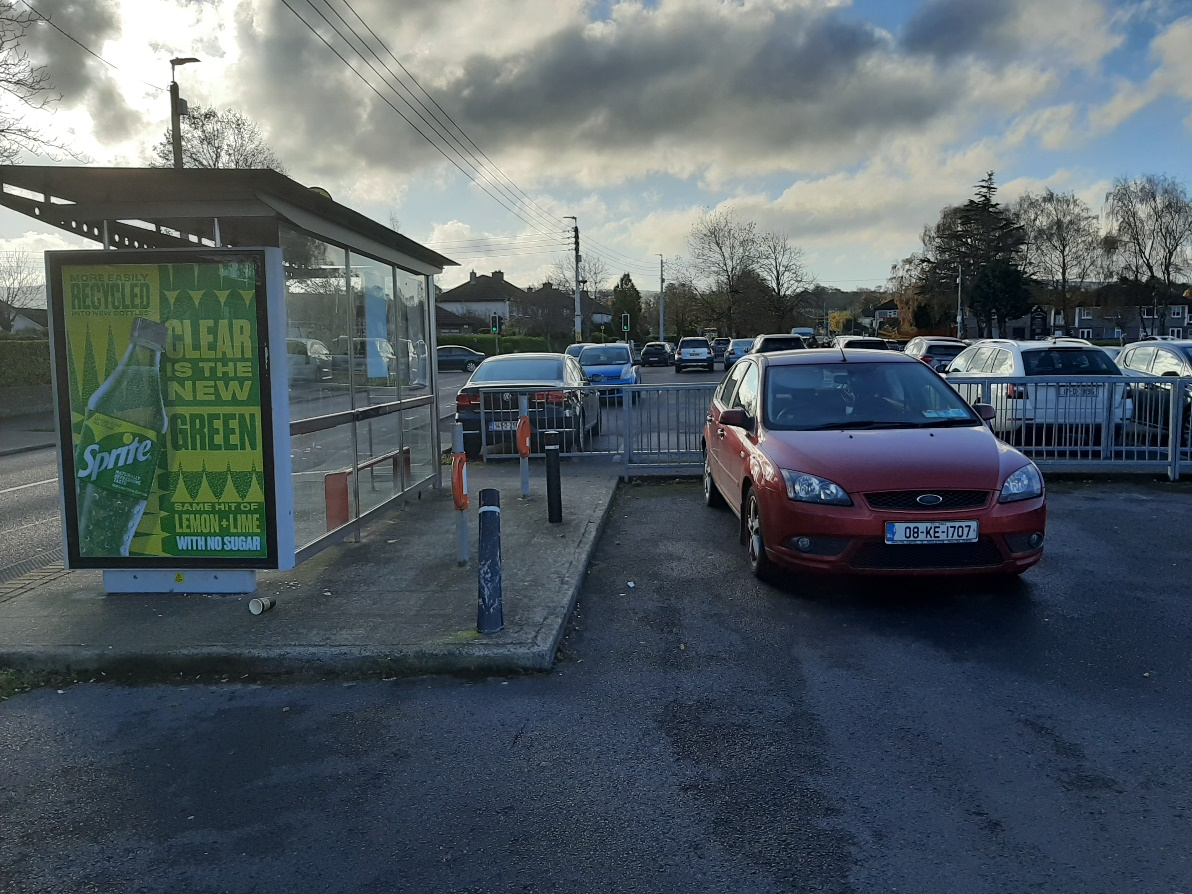 MORE EASILY
RECYCLED
INTO NEW BOTTLES
CLEAR
IS THE
NEW
GREEN
Sprite
SAME HIT OF
LEMON + LIME
WITH NO SUGAR
Ford
08-KE-1707